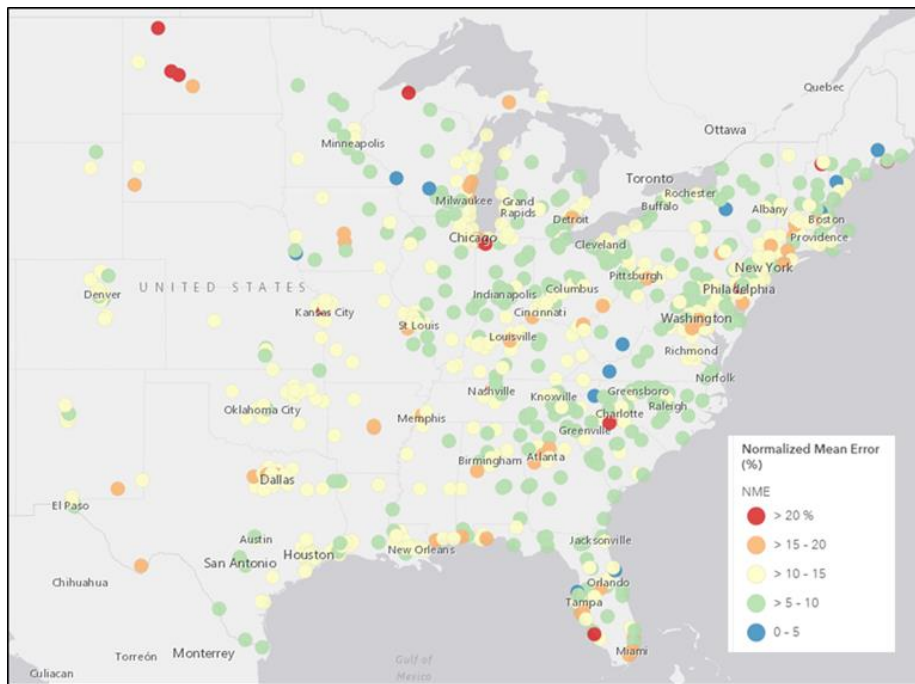 Quebec
Ottawa
Minneapolis
Toronto
Rochester
Buffalo
Albany
Boston
Providence
Milwaukee
Grand
Rapids
Detroit
Chicago
Cleveland
New York
Pittsburgh
Philadelphia
Denver
UNITED STATES
Indianapolis
Columbus
Kansas City
Cincinnati
St Louis
Washington
Louisville
Richmond
Norfolk
Nashville
Knoxville
Greensboro
Raleigh
Oklahoma City
Memphis
Charlotte
Greenville
Birmingham
Atlanta
Dallas
El Paso
Austin
Houston
San Antonio
New Orleans
Jacksonville
Chihuahua
Orlando
Tampa
Torreón
Monterrey
Miami
Culiacan
Gulf of
Mexico
Normalized Mean Error
(%)
NME
> 20 %
> 15 - 20
> 10 - 15
> 5 - 10
0 - 5